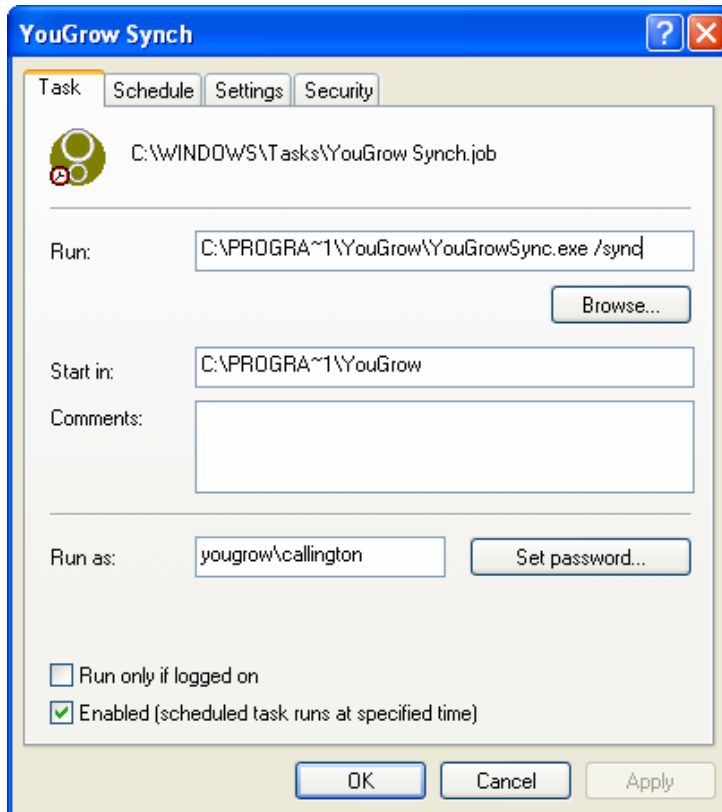 YouGrow Synch
Task Schedule Settings Security
C:\WINDOWS\Tasks\YouGrow Synch.job
Run: C:\PROGRA~1\YouGrow\YouGrowSync.exe /sync
Browse...
Start in: C:\PROGRA~1\YouGrow
Comments:
Run as: yougrow\callington Set password...
Run only if logged on
Enabled (scheduled task runs at specified time)
OK Cancel Apply